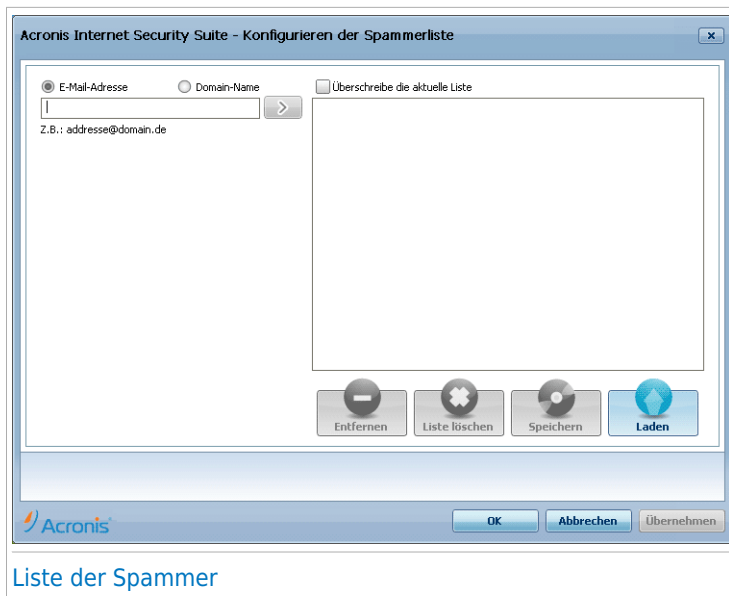 Acronis Internet Security Suite - Konfigurieren der Spammerliste
E-Mail-Adresse Domain-Name Überschreibe die aktuelle Liste
Z.B.: addresse@domain.de
Entfernen Liste löschen Speichern Laden
Acronis OK Abbrechen Übernehmen
Liste der Spammer